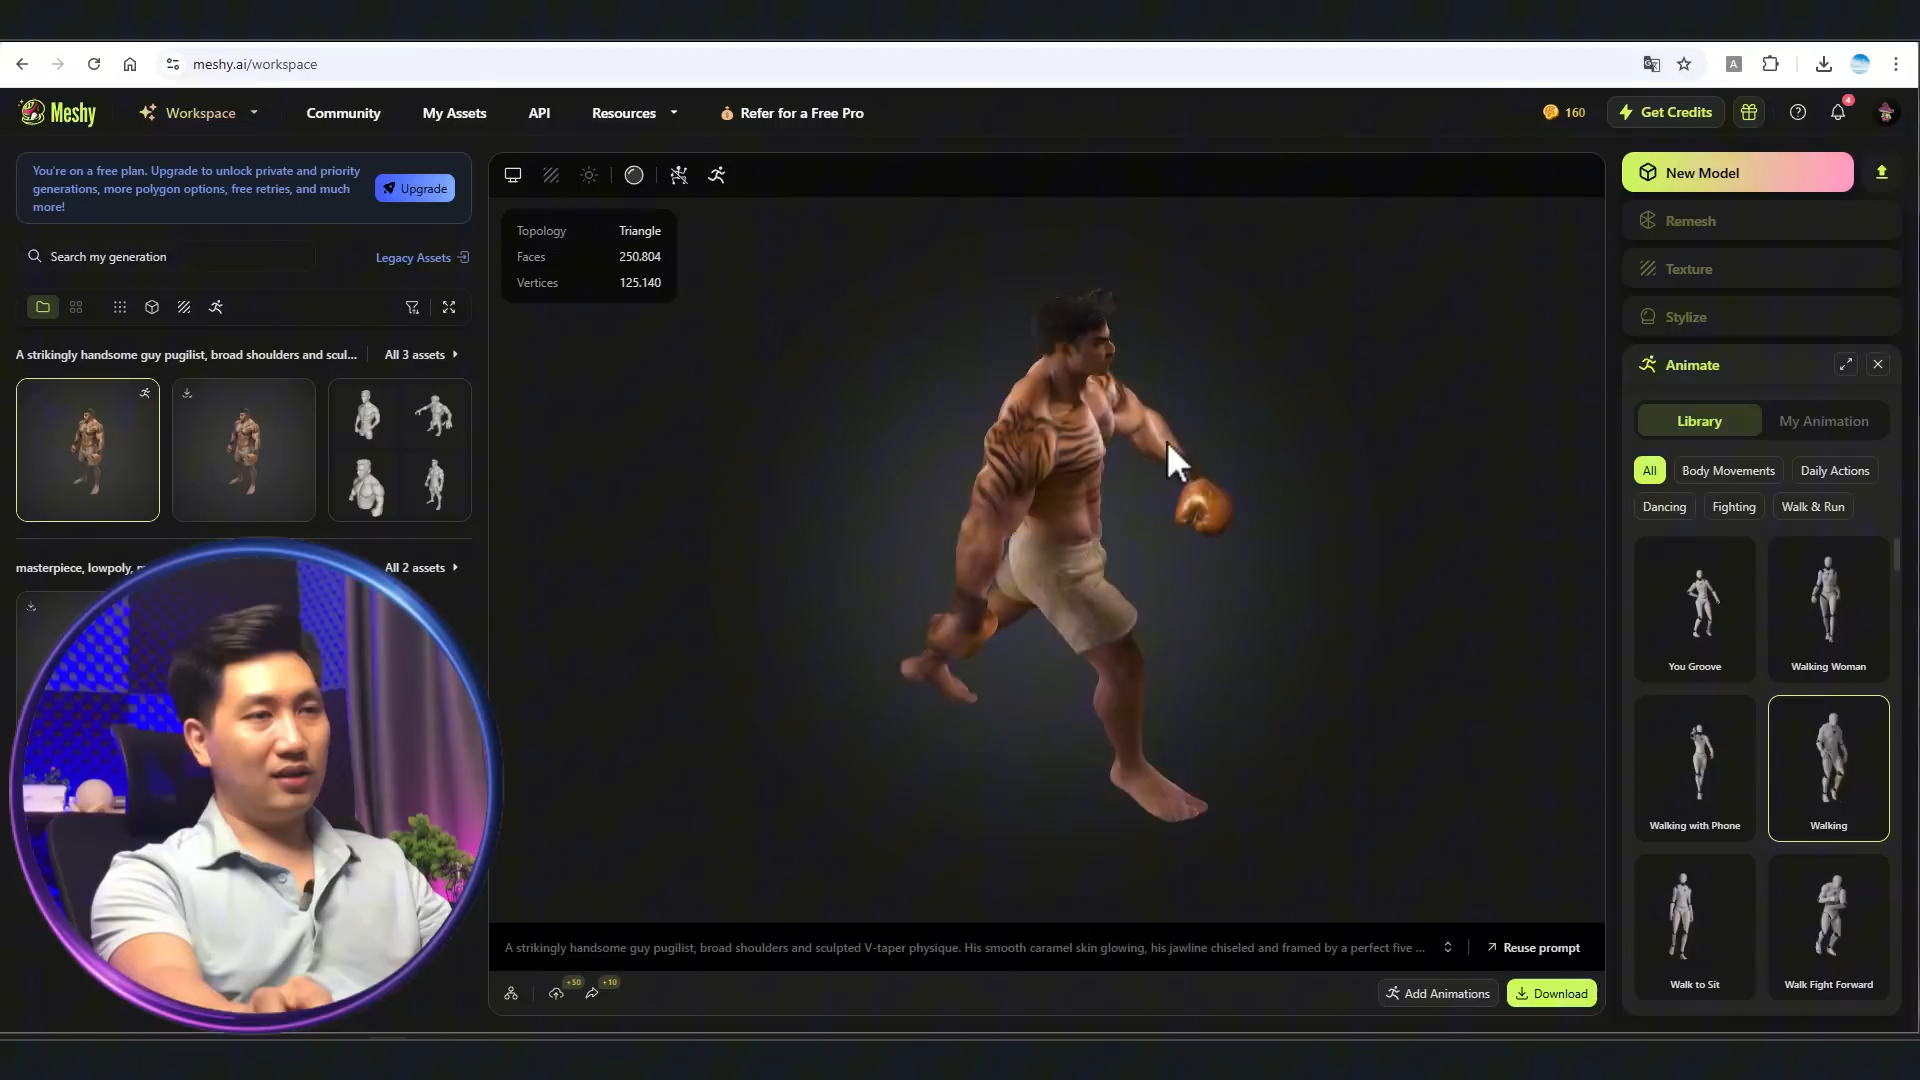 meshy.ai/workspace
A
Meshy
Workspace
Community
My Assets
API
Resources
Refer for a Free Pro
160
Get Credits
4
You're on a free plan. Upgrade to unlock private and priority
generations, more polygon options, free retries, and much
more!
Upgrade
Search my generation
Legacy Assets
A strikingly handsome guy pugilist, broad shoulders and scul...
All 3 assets
masterpiece, lowpoly,
All 2 assets
Topology Triangle
Faces 250.804
Vertices 125.140
A strikingly handsome guy pugilist, broad shoulders and sculpted V-taper physique. His smooth caramel skin glowing, his jawline chiseled and framed by a perfect five ...
Reuse prompt
+50
+10
Add Animations
Download
New Model
Remesh
Texture
Stylize
Animate
Library
My Animation
All
Body Movements
Daily Actions
Dancing
Fighting
Walk & Run
You Groove
Walking Woman
Walking with Phone
Walking
Walk to Sit
Walk Fight Forward